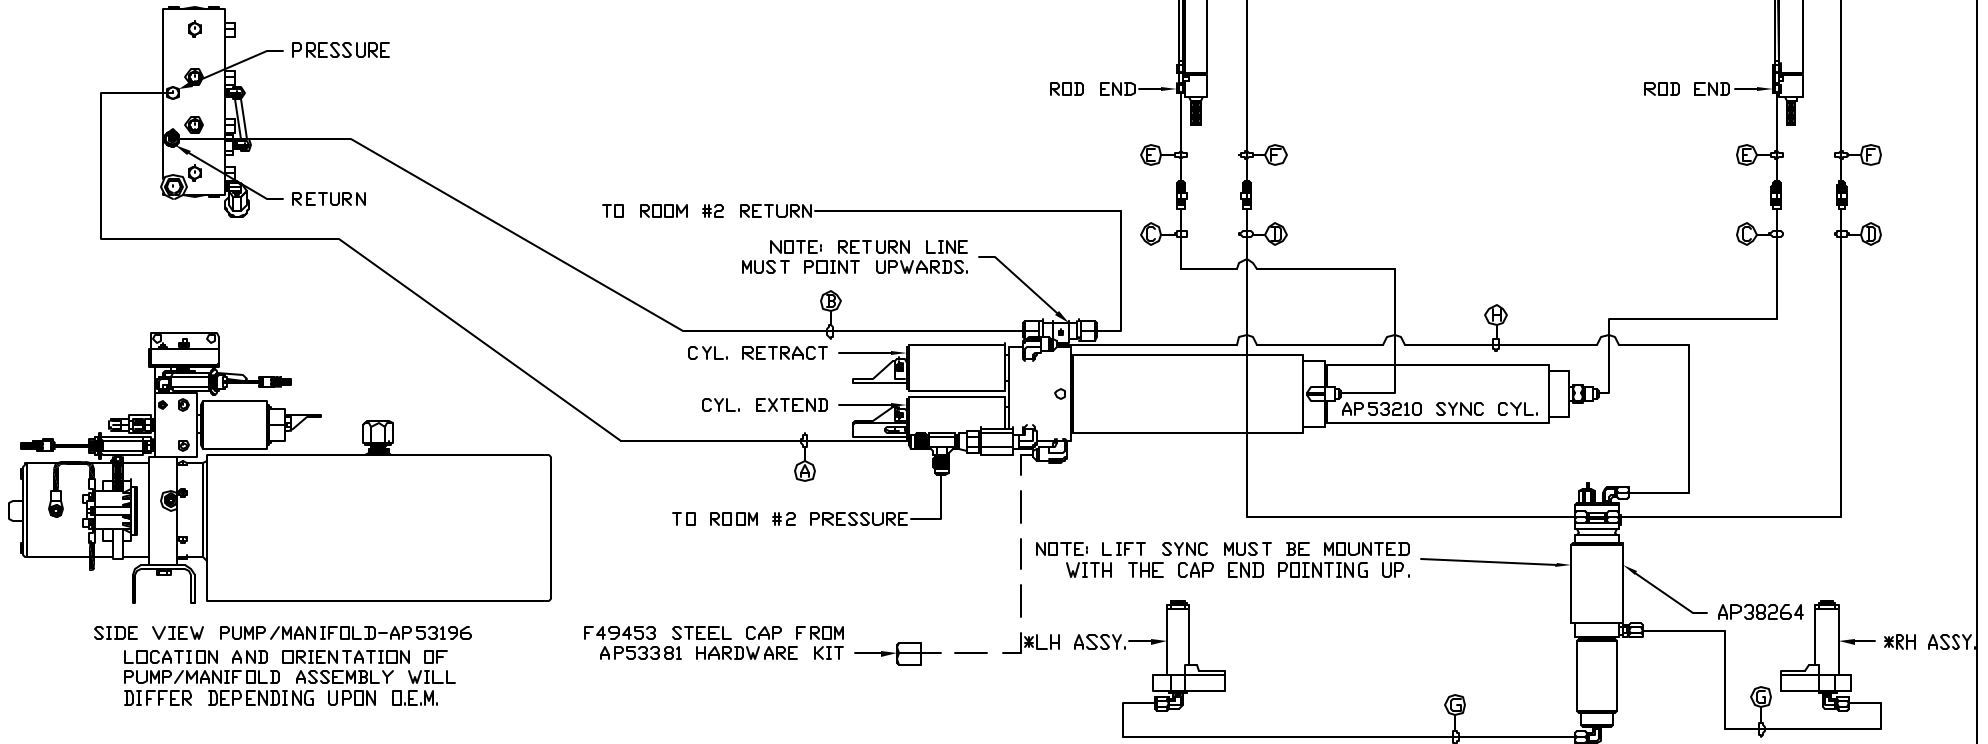 PRESSURE
ROD END
ROD END
E
F
E
F
RETURN
TO ROOM #2 RETURN
C
D
C
D
NOTE: RETURN LINE
MUST POINT UPWARDS.
B
H
CYL. RETRACT
CYL. EXTEND
AP53210 SYNC CYL.
A
TO ROOM #2 PRESSURE
NOTE: LIFT SYNC MUST BE MOUNTED
WITH THE CAP END POINTING UP.
AP38264
SIDE VIEW PUMP/MANIFOLD-AP53196
LOCATION AND ORIENTATION OF
PUMP/MANIFOLD ASSEMBLY WILL
DIFFER DEPENDING UPON O.E.M.
F49453 STEEL CAP FROM
AP53381 HARDWARE KIT
*LH ASSY.
*RH ASSY.
G
G